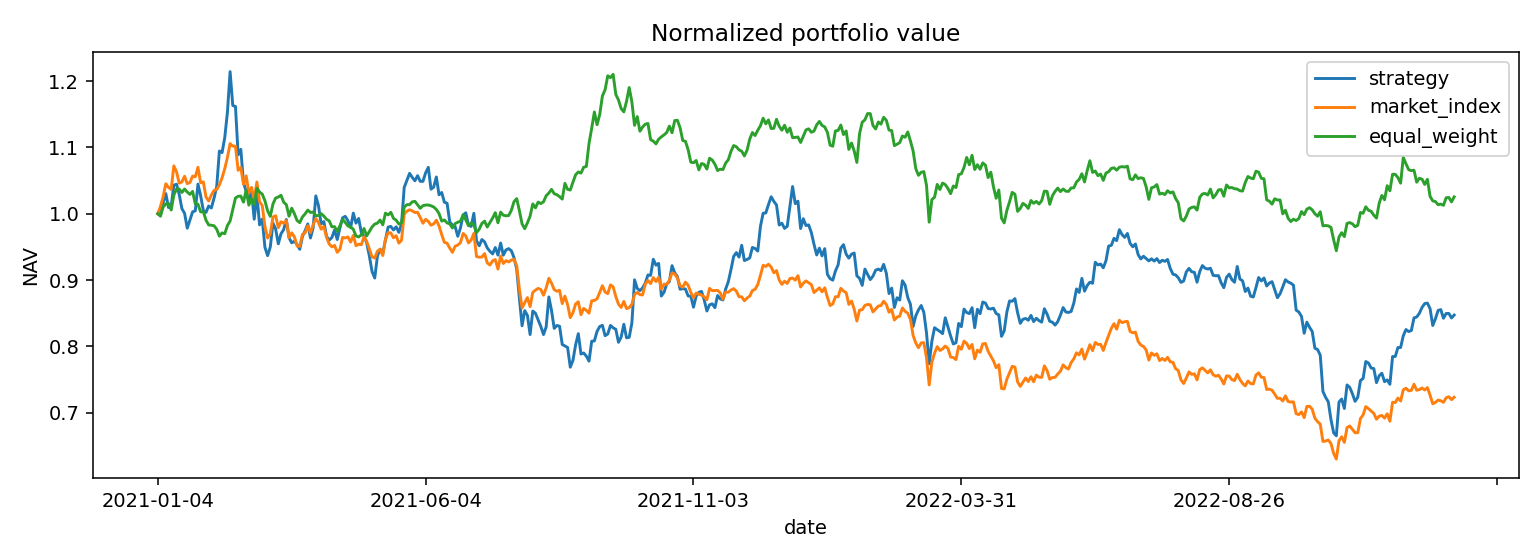 Normalized portfolio value
strategy
market_index
equal_weight
NAV
1.2
1.1
1.0
0.9
0.8
0.7
2021-01-04
2021-06-04
2021-11-03
2022-03-31
2022-08-26
date